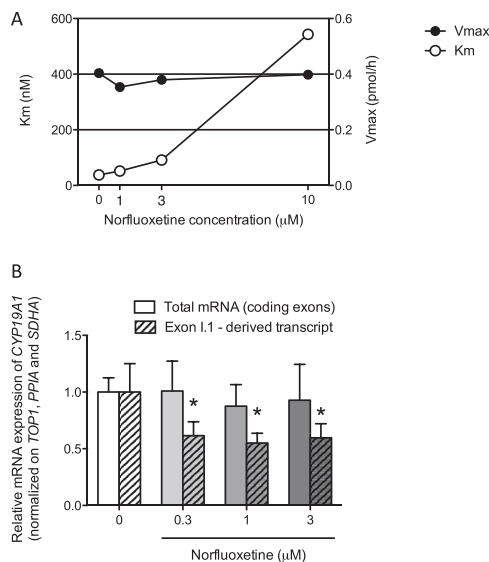 A
600
400
200
0
Km (nM)
0.6
0.4
0.2
0.0
Vmax (pmol/h)
Vmax
Km
0 1 3 10
Norfluoxetine concentration (μM)
B
Total mRNA (coding exons)
Exon I.1 - derived transcript
Relative mRNA expression of CYP19A1
(normalized on TOP1, PPIA and SDHA)
1.5
1.0
0.5
0.0
* * *
0 0.3 1 3
Norfluoxetine (μM)